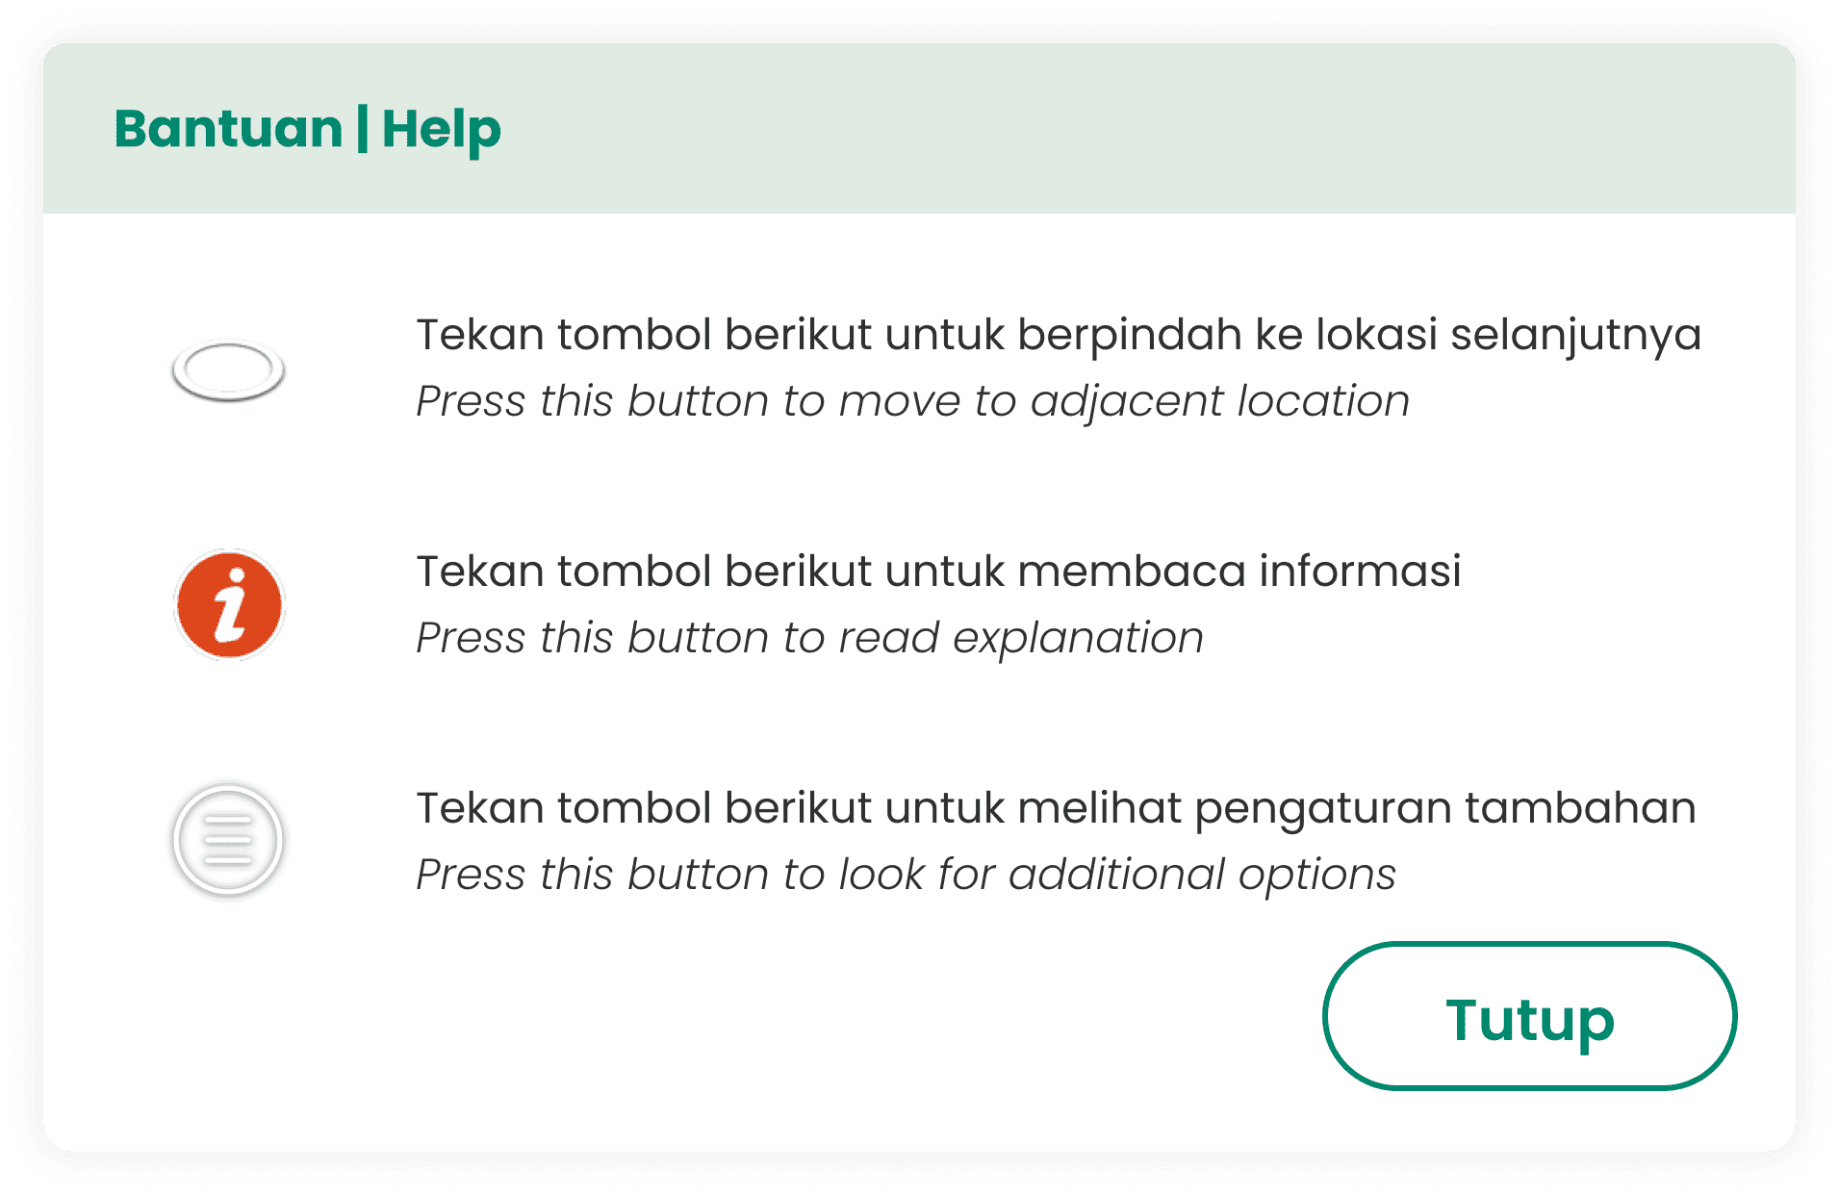 Bantuan | Help
Tekan tombol berikut untuk berpindah ke lokasi selanjutnya
Press this button to move to adjacent location
Tekan tombol berikut untuk membaca informasi
Press this button to read explanation
Tekan tombol berikut untuk melihat pengaturan tambahan
Press this button to look for additional options
Tutup